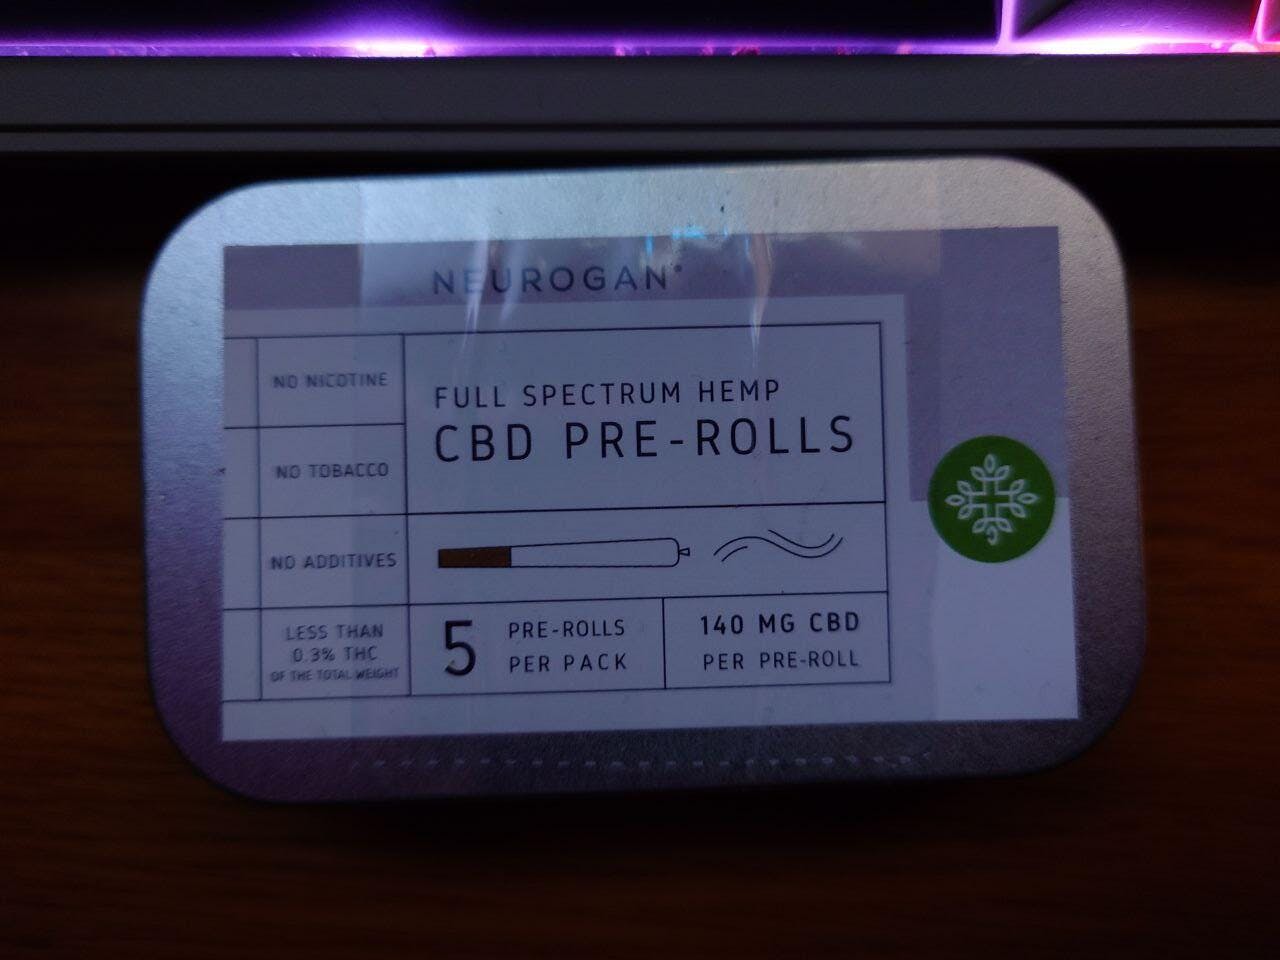 NEUROGAN®
NO NICOTINE
NO TOBACCO
NO ADDITIVES
LESS THAN
0.3% THC
OF THE TOTAL WEIGHT
FULL SPECTRUM HEMP
CBD PRE-ROLLS
5
PRE-ROLLS
PER PACK
140 MG CBD
PER PRE-ROLL